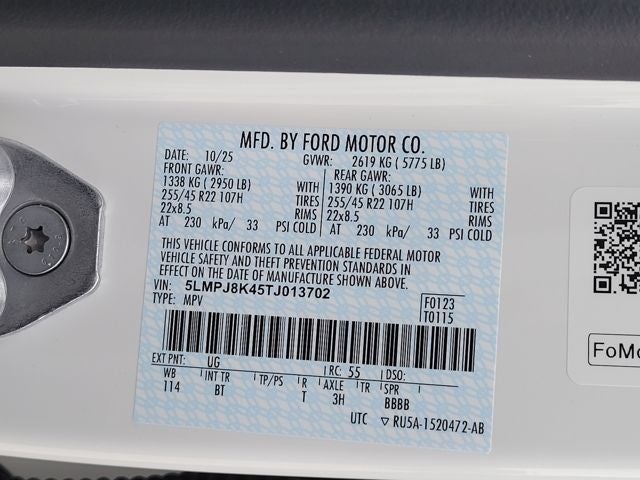 MFD. BY FORD MOTOR CO.
DATE: 10/25 GVWR: 2619 KG ( 5775 LB)
FRONT GAWR: REAR GAWR:
1338 KG ( 2950 LB) WITH 1390 KG ( 3065 LB) WITH
255/45 R22 107H TIRES 255/45 R22 107H TIRES
22x8.5 RIMS 22x8.5 RIMS
AT 230 kPa/ 33 PSI COLD AT 230 kPa/ 33 PSI COLD
THIS VEHICLE CONFORMS TO ALL APPLICABLE FEDERAL MOTOR
VEHICLE SAFETY AND THEFT PREVENTION STANDARDS IN
EFFECT ON THE DATE OF MANUFACTURE SHOWN ABOVE.
VIN: 5LMPJ8K45TJ013702
TYPE: MPV
F0123
T0115
EXT PNT: UG RC: 55 DSO:
WB INT TR TP/PS R AXLE TR SPR
114 BT T 3H BBBB
UTC ▽ RU5A-1520472-AB
FoMo